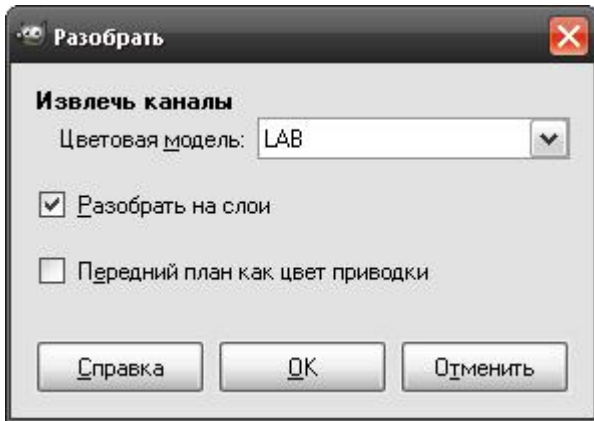 Разобрать
Извлечь каналы
Цветовая модель: LAB
Разобрать на слои
Передний план как цвет приводки
Справка
OK
Отменить